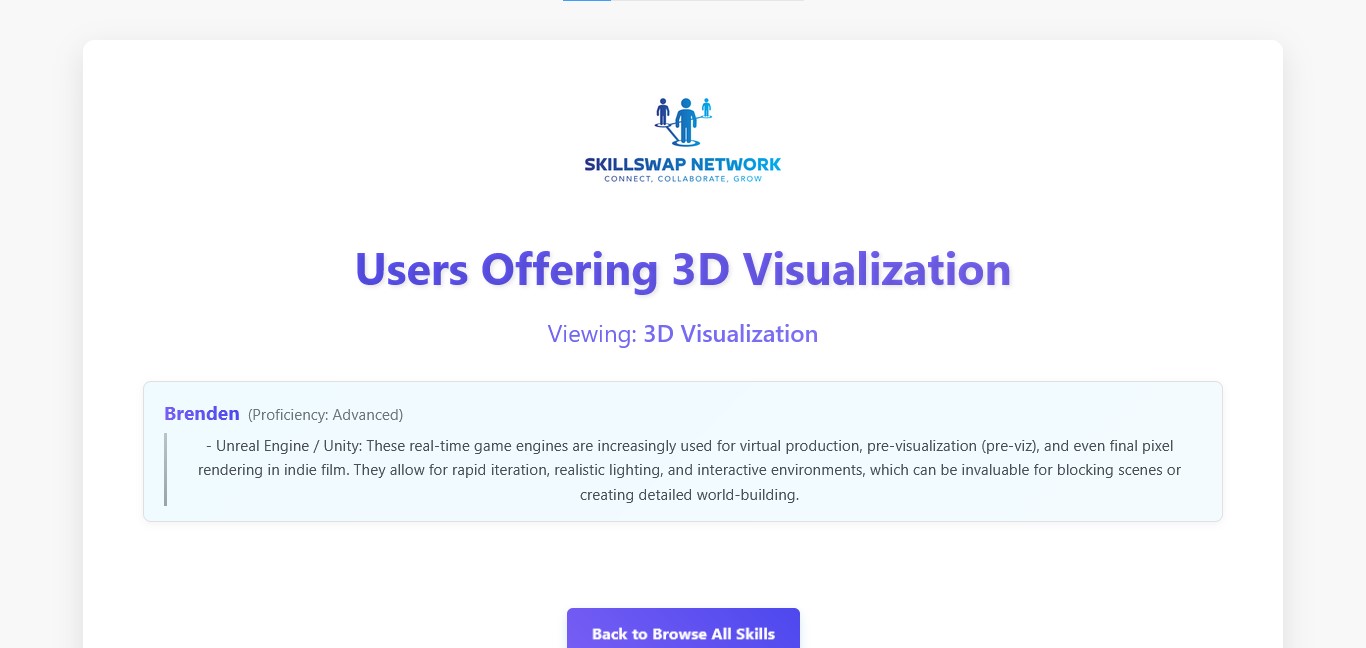 SKILLSWAP NETWORK
CONNECT, COLLABORATE, GROW
Users Offering 3D Visualization
Viewing: 3D Visualization
Brenden (Proficiency: Advanced)
- Unreal Engine / Unity: These real-time game engines are increasingly used for virtual production, pre-visualization (pre-viz), and even final pixel
rendering in indie film. They allow for rapid iteration, realistic lighting, and interactive environments, which can be invaluable for blocking scenes or
creating detailed world-building.
Back to Browse All Skills